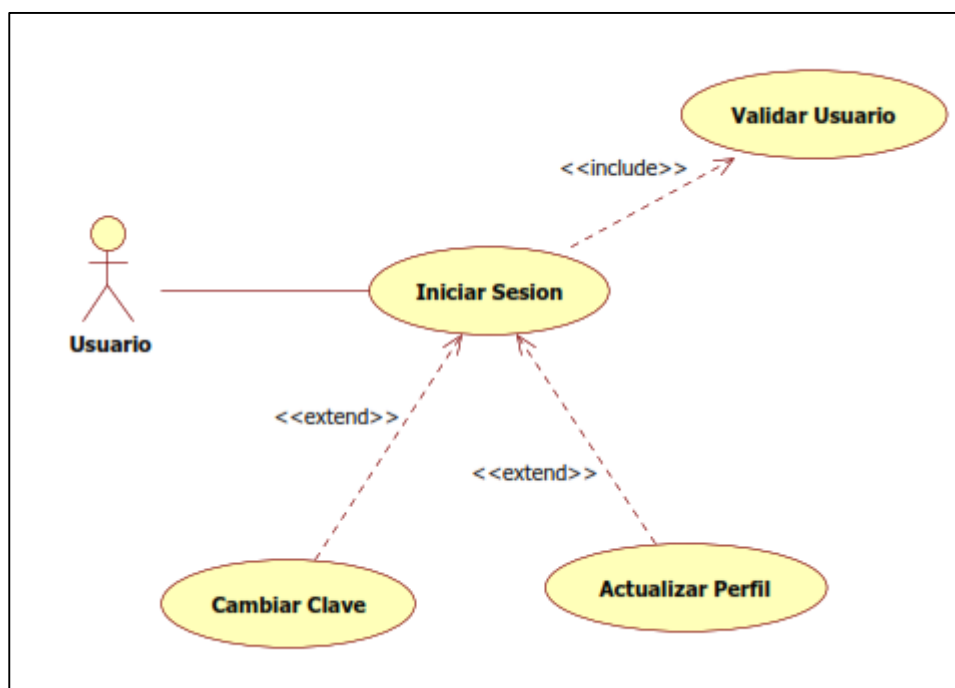 Validar Usuario
<<include>>
Iniciar Sesion
Usuario
<<extend>>
<<extend>>
Cambiar Clave
Actualizar Perfil